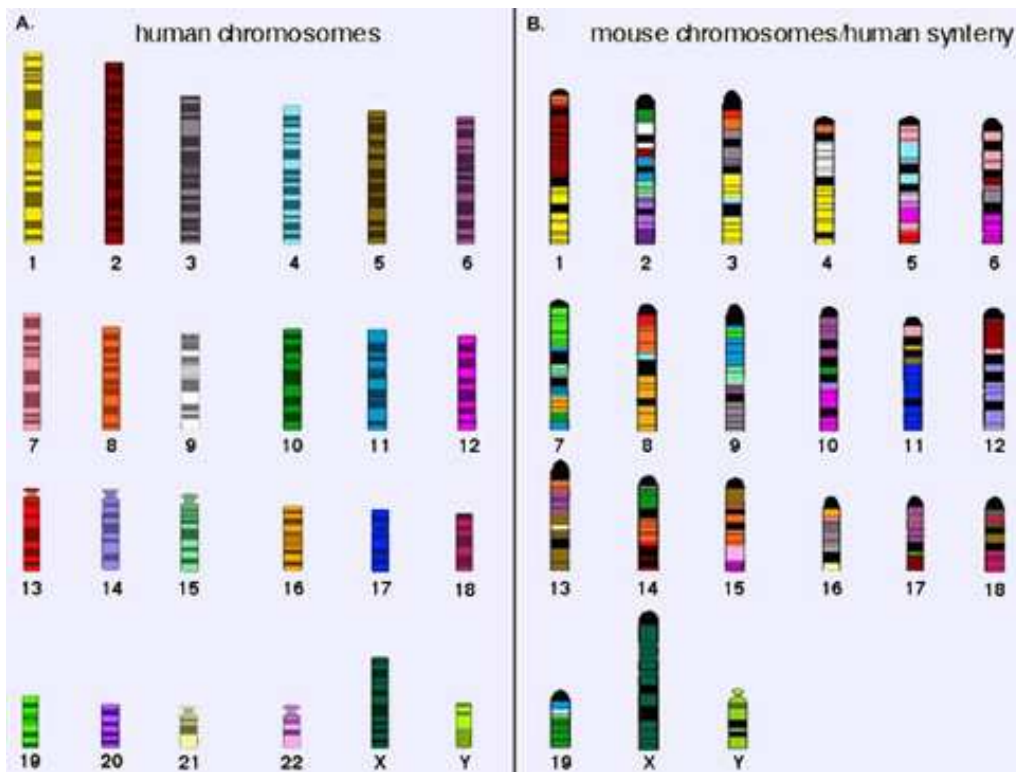 A.
human chromosomes
1 2 3 4 5 6
7 8 9 10 11 12
13 14 15 16 17 18
19 20 21 22 X Y
B.
mouse chromosomes/human synteny
1 2 3 4 5 6
7 8 9 10 11 12
13 14 15 16 17 18
19 X Y